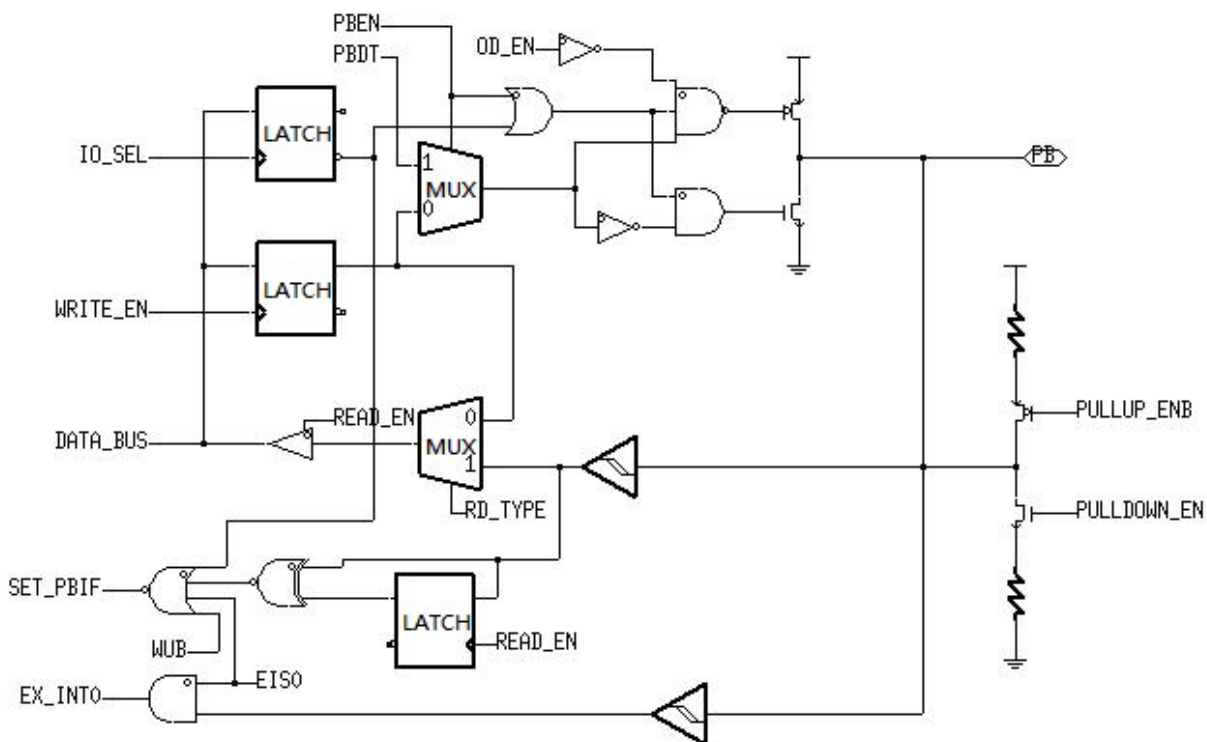 PBEN
PBDT
OD_EN
LATCH
IO_SEL
1
MUX
0
PB
LATCH
WRITE_EN
READ_EN
0
MUX
1
DATA_BUS
PULLUP_ENB
RD_TYPE
PULLDOWN_EN
SET_PBIF
LATCH
READ_EN
WUB
EIS0
EX_INT0